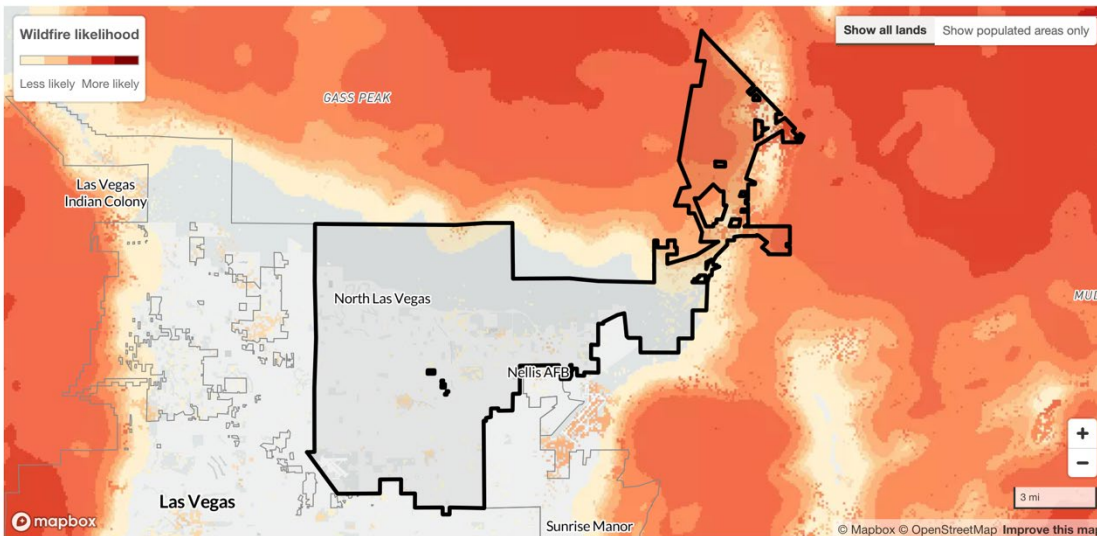 Wildfire likelihood
Less likely More likely
Show all lands Show populated areas only
GASS PEAK
Las Vegas
Indian Colony
North Las Vegas
Nellis AFB
Las Vegas
3 mi
Sunrise Manor
mapbox
© Mapbox © OpenStreetMap Improve this map